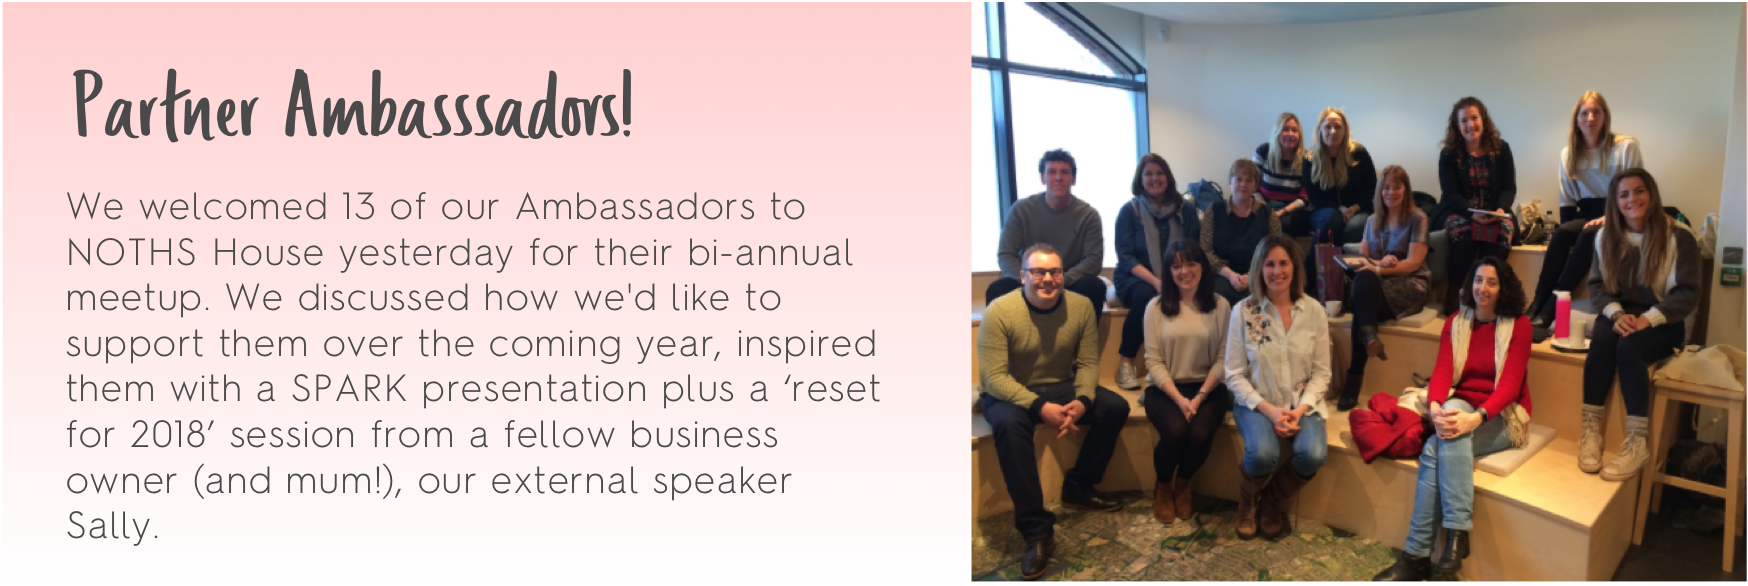 Partner Ambasssadors!
We welcomed 13 of our Ambassadors to
NOTHS House yesterday for their bi-annual
meetup. We discussed how we'd like to
support them over the coming year, inspired
them with a SPARK presentation plus a ‘reset
for 2018’ session from a fellow business
owner (and mum!), our external speaker
Sally.